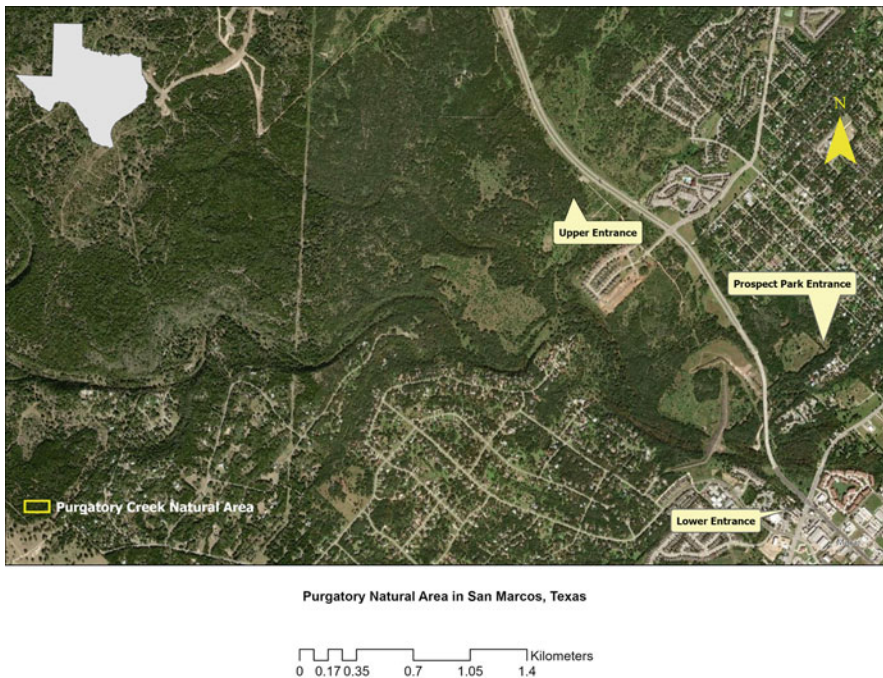 N
Upper Entrance
Prospect Park Entrance
Purgatory Creek Natural Area
Lower Entrance
Purgatory Natural Area in San Marcos, Texas
Kilometers
0 0.17 0.35 0.7 1.05 1.4